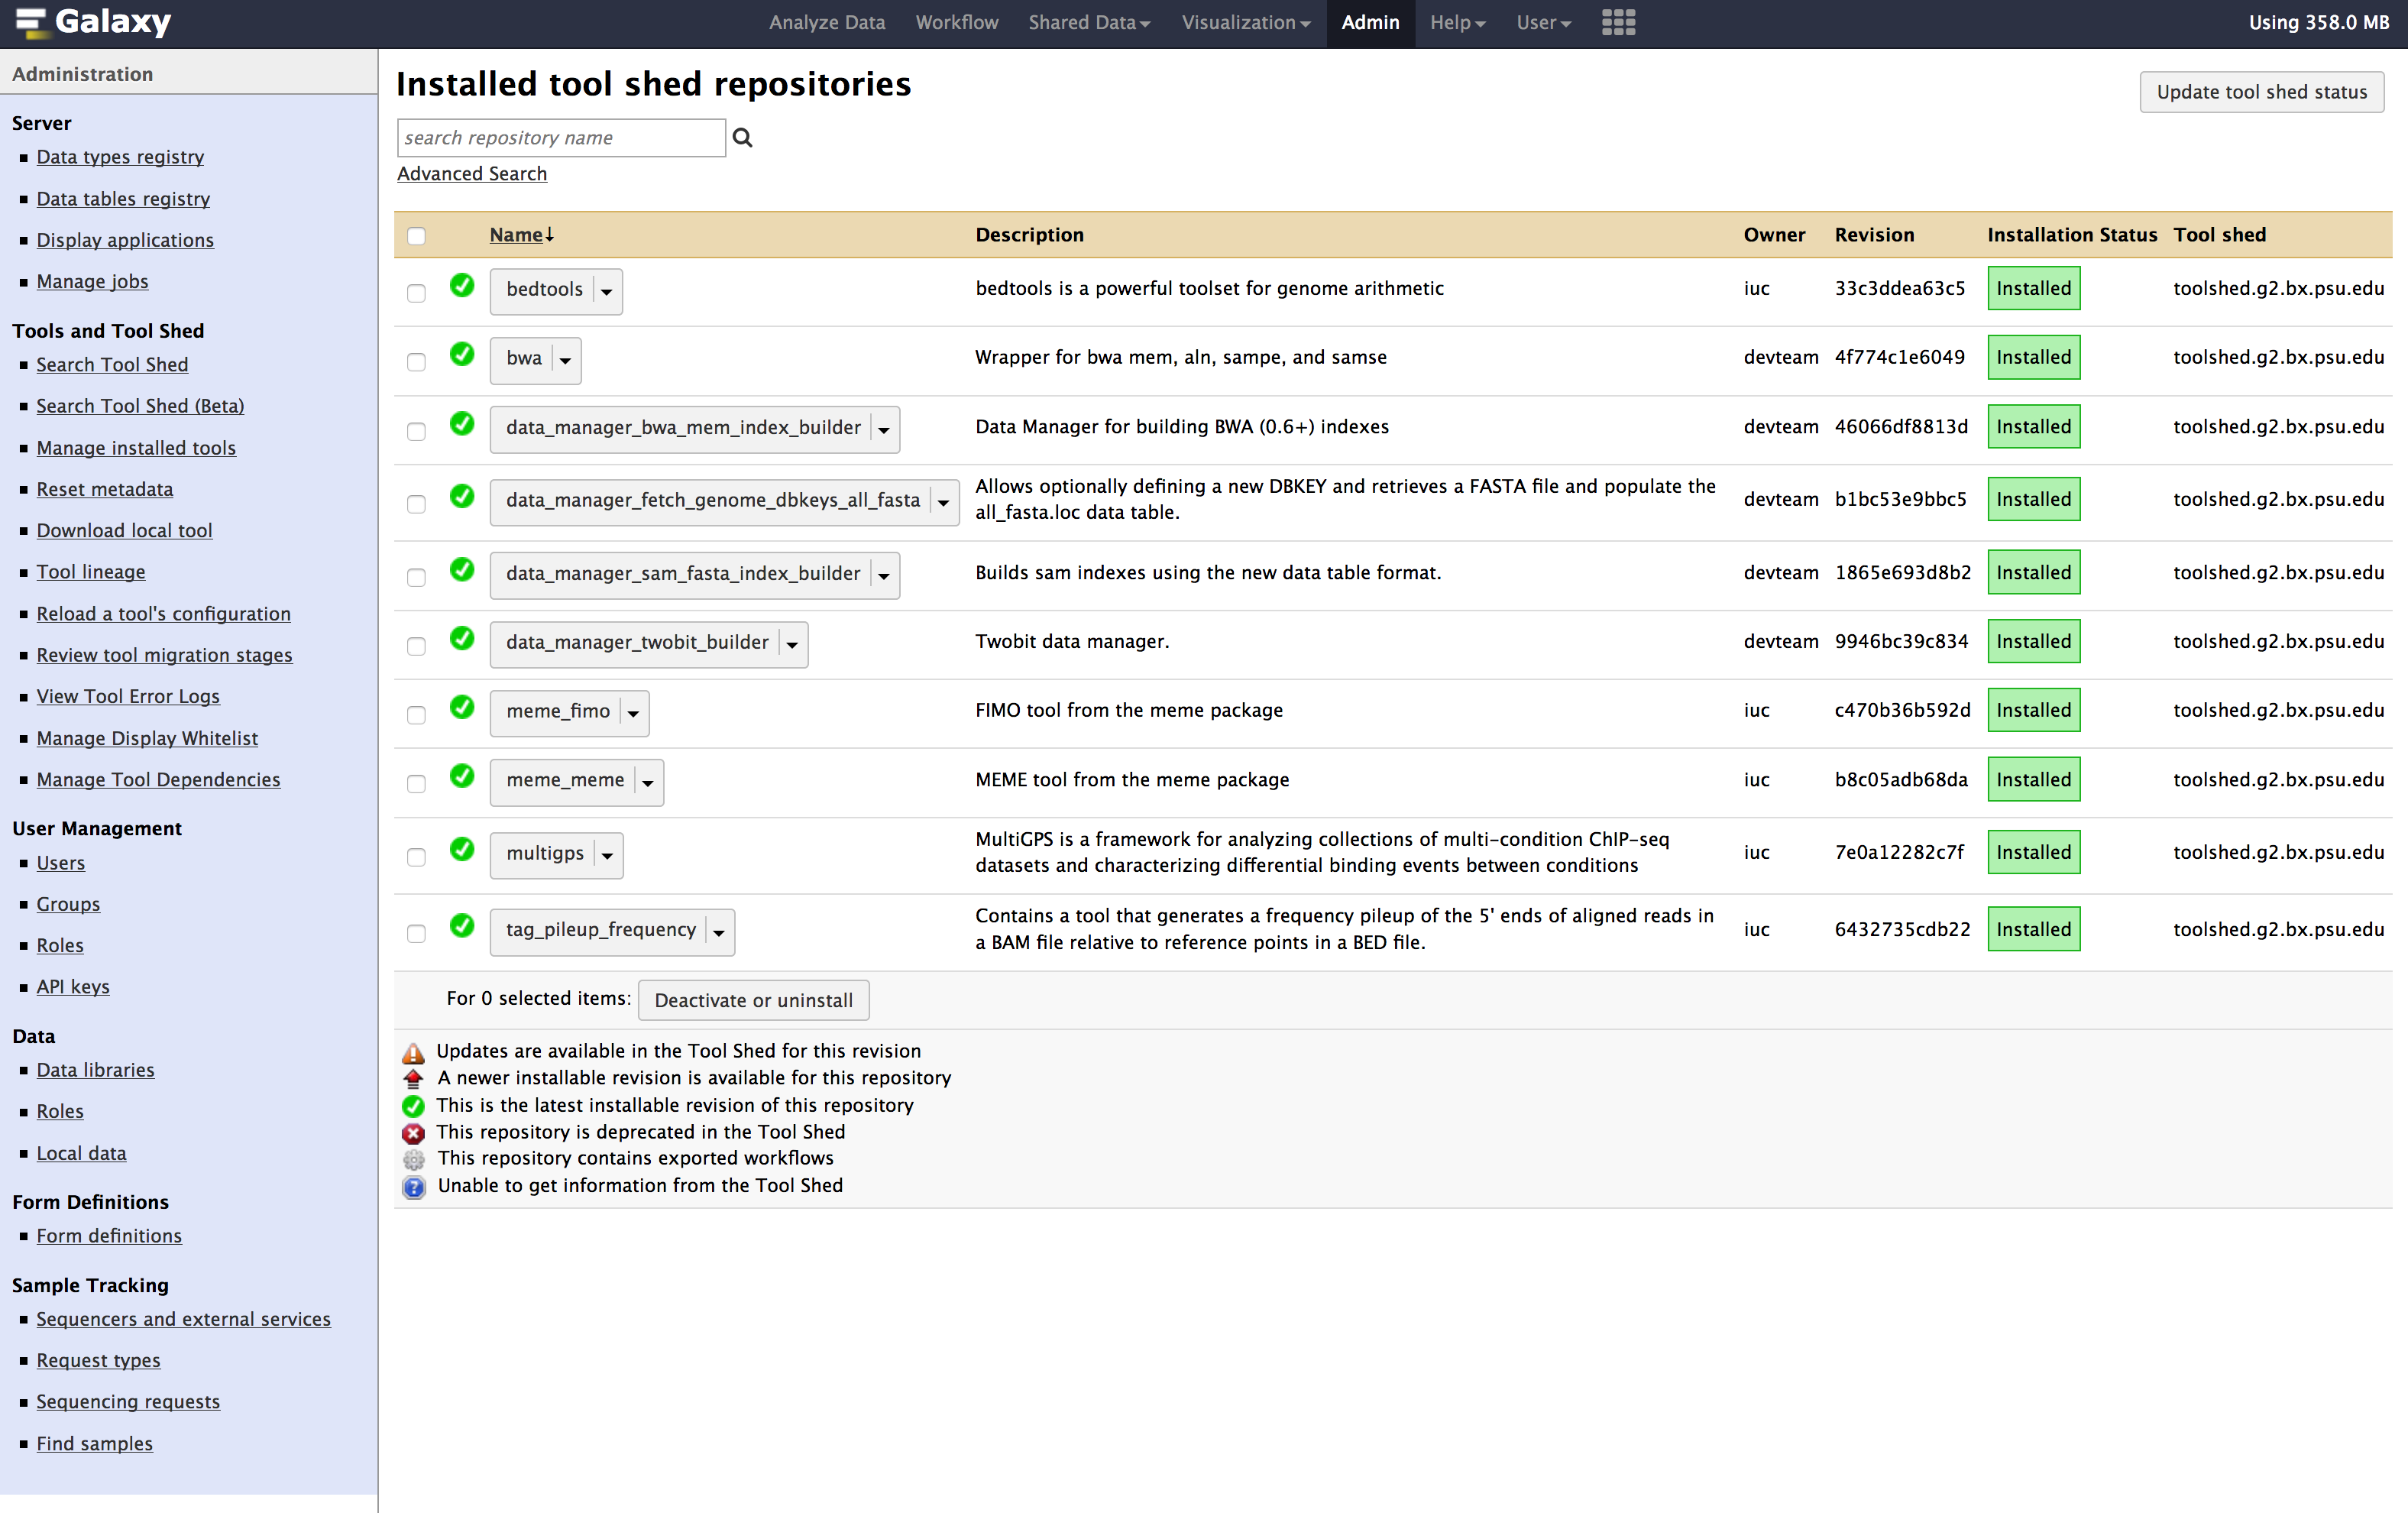 Galaxy
Analyze Data Workflow Shared Data Visualization Admin Help User
Using 358.0 MB
Administration
Server
Data types registry
Data tables registry
Display applications
Manage jobs
Tools and Tool Shed
Search Tool Shed
Search Tool Shed (Beta)
Manage installed tools
Reset metadata
Download local tool
Tool lineage
Reload a tool's configuration
Review tool migration stages
View Tool Error Logs
Manage Display Whitelist
Manage Tool Dependencies
User Management
Users
Groups
Roles
API keys
Data
Data libraries
Roles
Local data
Form Definitions
Form definitions
Sample Tracking
Sequencers and external services
Request types
Sequencing requests
Find samples
Installed tool shed repositories
Update tool shed status
search repository name
Advanced Search
Name↓ Description Owner Revision Installation Status Tool shed
bedtools bedtools is a powerful toolset for genome arithmetic iuc 33c3ddea63c5 Installed toolshed.g2.bx.psu.edu
bwa Wrapper for bwa mem, aln, sampe, and samse devteam 4f774c1e6049 Installed toolshed.g2.bx.psu.edu
data_manager_bwa_mem_index_builder Data Manager for building BWA (0.6+) indexes devteam 46066df8813d Installed toolshed.g2.bx.psu.edu
data_manager_fetch_genome_dbkeys_all_fasta Allows optionally defining a new DBKEY and retrieves a FASTA file and populate the
all_fasta.loc data table. devteam b1bc53e9bbc5 Installed toolshed.g2.bx.psu.edu
data_manager_sam_fasta_index_builder Builds sam indexes using the new data table format. devteam 1865e693d8b2 Installed toolshed.g2.bx.psu.edu
data_manager_twobit_builder Twobit data manager. devteam 9946bc39c834 Installed toolshed.g2.bx.psu.edu
meme_fimo FIMO tool from the meme package iuc c470b36b592d Installed toolshed.g2.bx.psu.edu
meme_meme MEME tool from the meme package iuc b8c05adb68da Installed toolshed.g2.bx.psu.edu
multigps MultiGPS is a framework for analyzing collections of multi-condition ChIP-seq
datasets and characterizing differential binding events between conditions iuc 7e0a12282c7f Installed toolshed.g2.bx.psu.edu
tag_pileup_frequency Contains a tool that generates a frequency pileup of the 5' ends of aligned reads in
a BAM file relative to reference points in a BED file. iuc 6432735cdb22 Installed toolshed.g2.bx.psu.edu
For 0 selected items: Deactivate or uninstall
Updates are available in the Tool Shed for this revision
A newer installable revision is available for this repository
This is the latest installable revision of this repository
This repository is deprecated in the Tool Shed
This repository contains exported workflows
Unable to get information from the Tool Shed